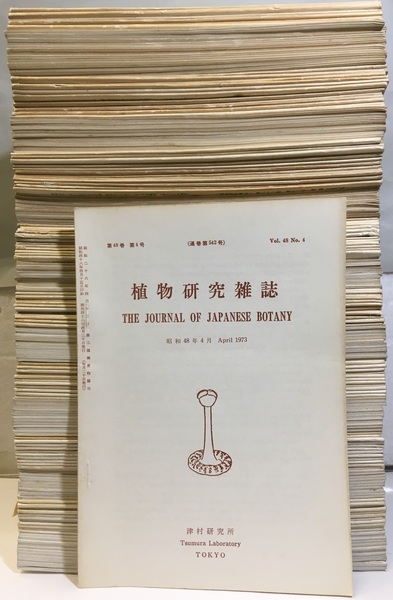 第48巻 第4号 (通巻第543号) Vol. 48 No. 4
植物研究雑誌
THE JOURNAL OF JAPANESE BOTANY
昭和48年4月 April 1973
津村研究所
Tsumura Laboratory
TOKYO